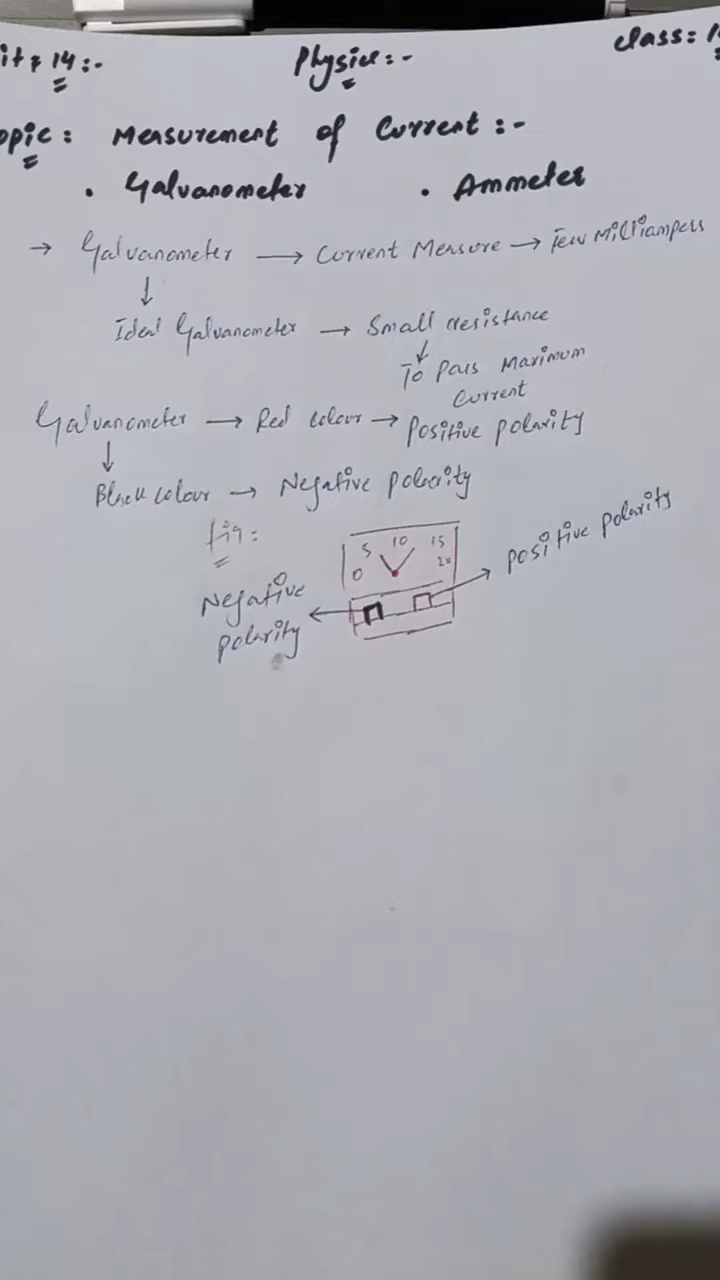 it # 14:-
Physics:-
class: 1
opic: Measurement of Current:-
• Galvanometer • Ammeter
→ Galvanometer → Current Measure → Few Milliampers
↓
Ideal Galvanometer → Small resistance
↓
To Pass Maximum
Current
Galvanometer → Red colour → Positive polarity
↓
Black colour → Negative polarity
fig:
0 5 10 15 20
Positive polarity
Negative
polarity